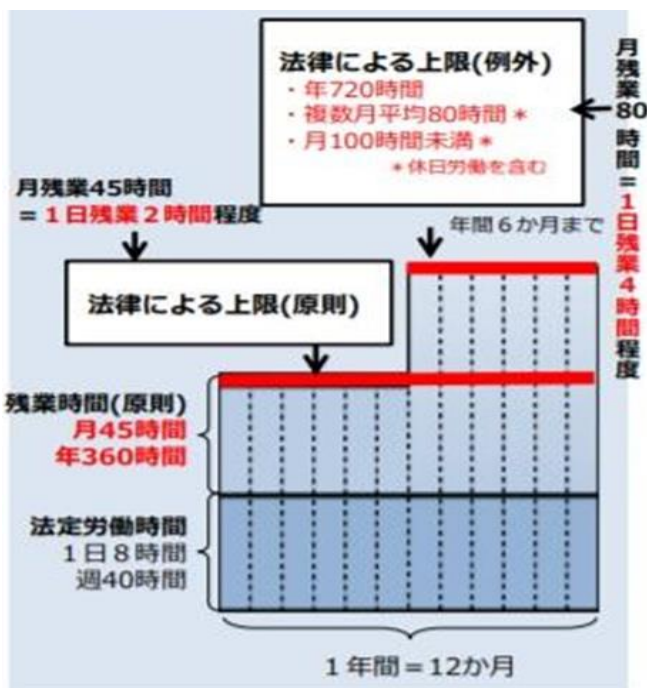 法律による上限(例外)
・年720時間
・複数月平均80時間*
・月100時間未満*
*休日労働を含む
月残業80時間=1日残業4時間程度
月残業45時間
=1日残業2時間程度
年間6か月まで
法律による上限(原則)
残業時間(原則)
月45時間
年360時間
法定労働時間
1日8時間
週40時間
1年間=12か月